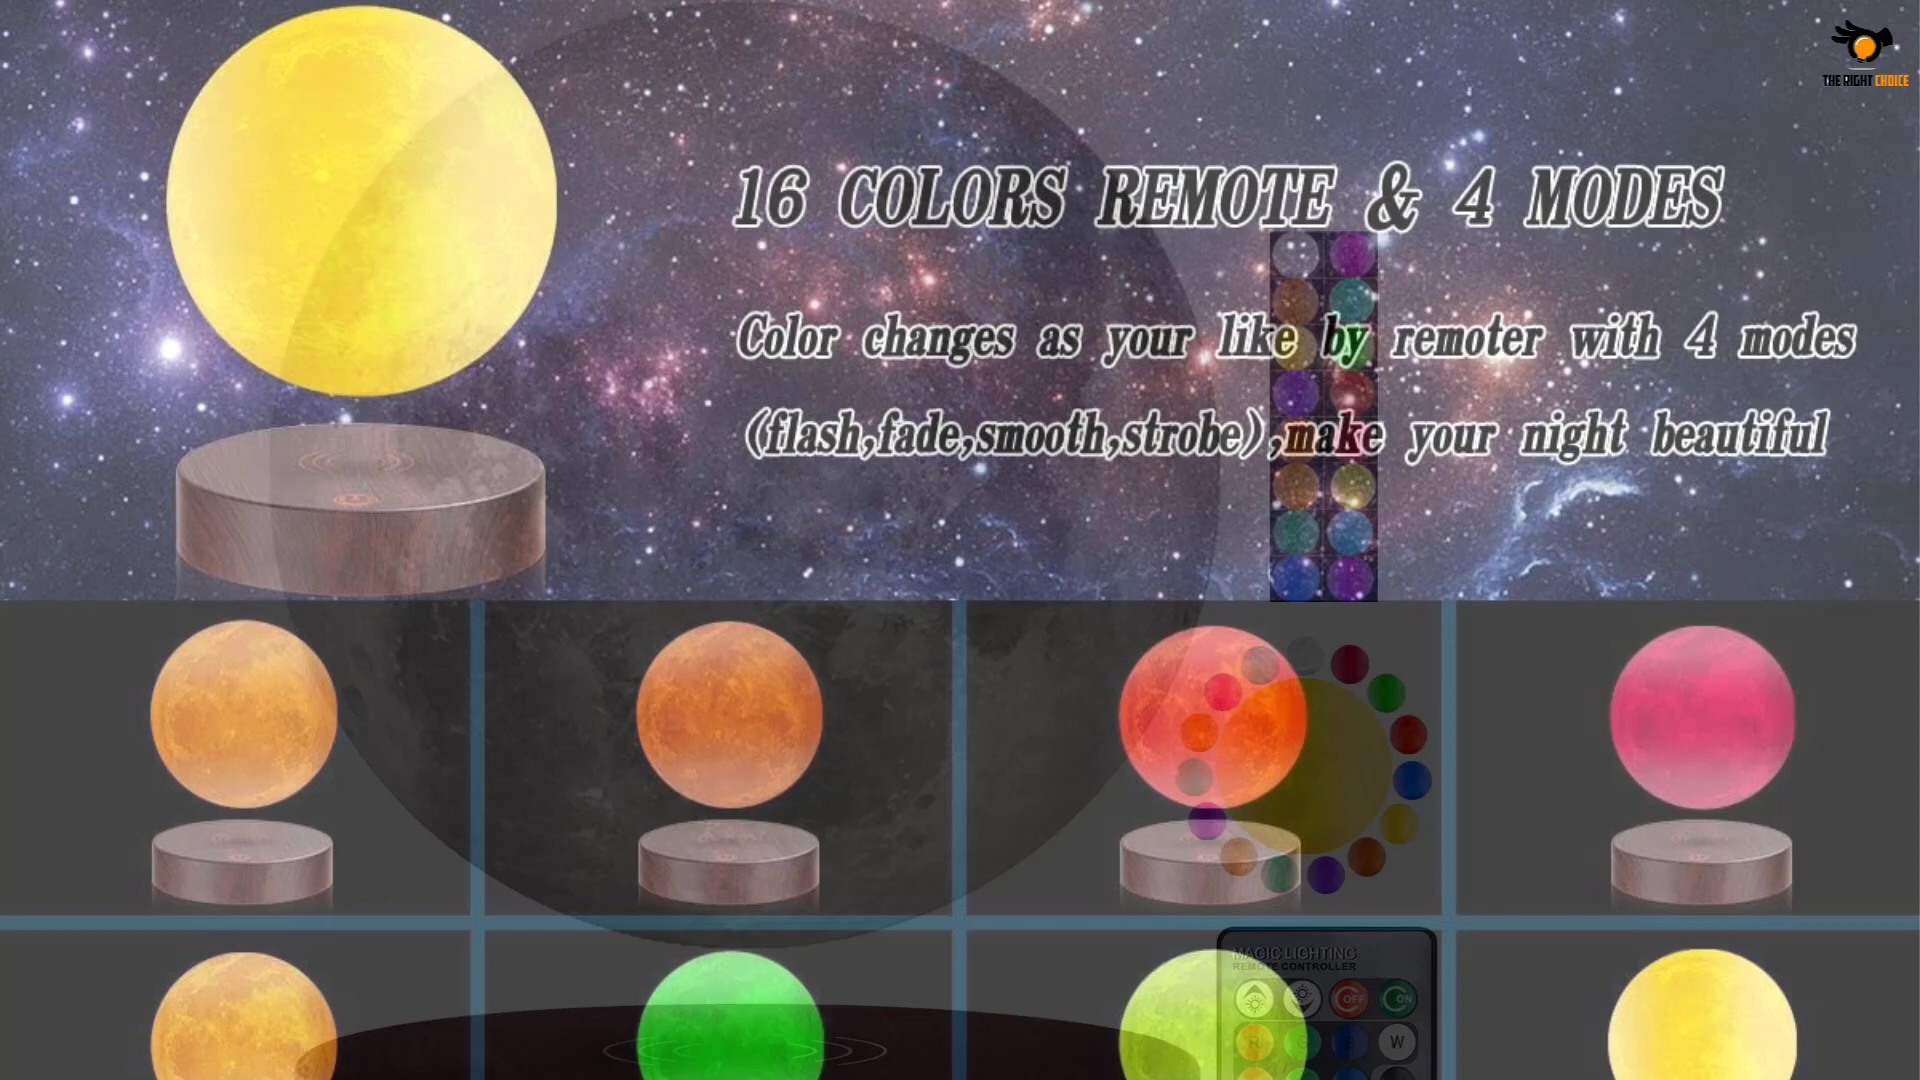 THE RIGHT CHOICE
16 COLORS REMOTE & 4 MODES
Color changes as your like by remoter with 4 modes
(flash,fade,smooth,strobe),make your night beautiful
MAGIC LIGHTING
REMOTE CONTROLLER
OFF ON
R G W